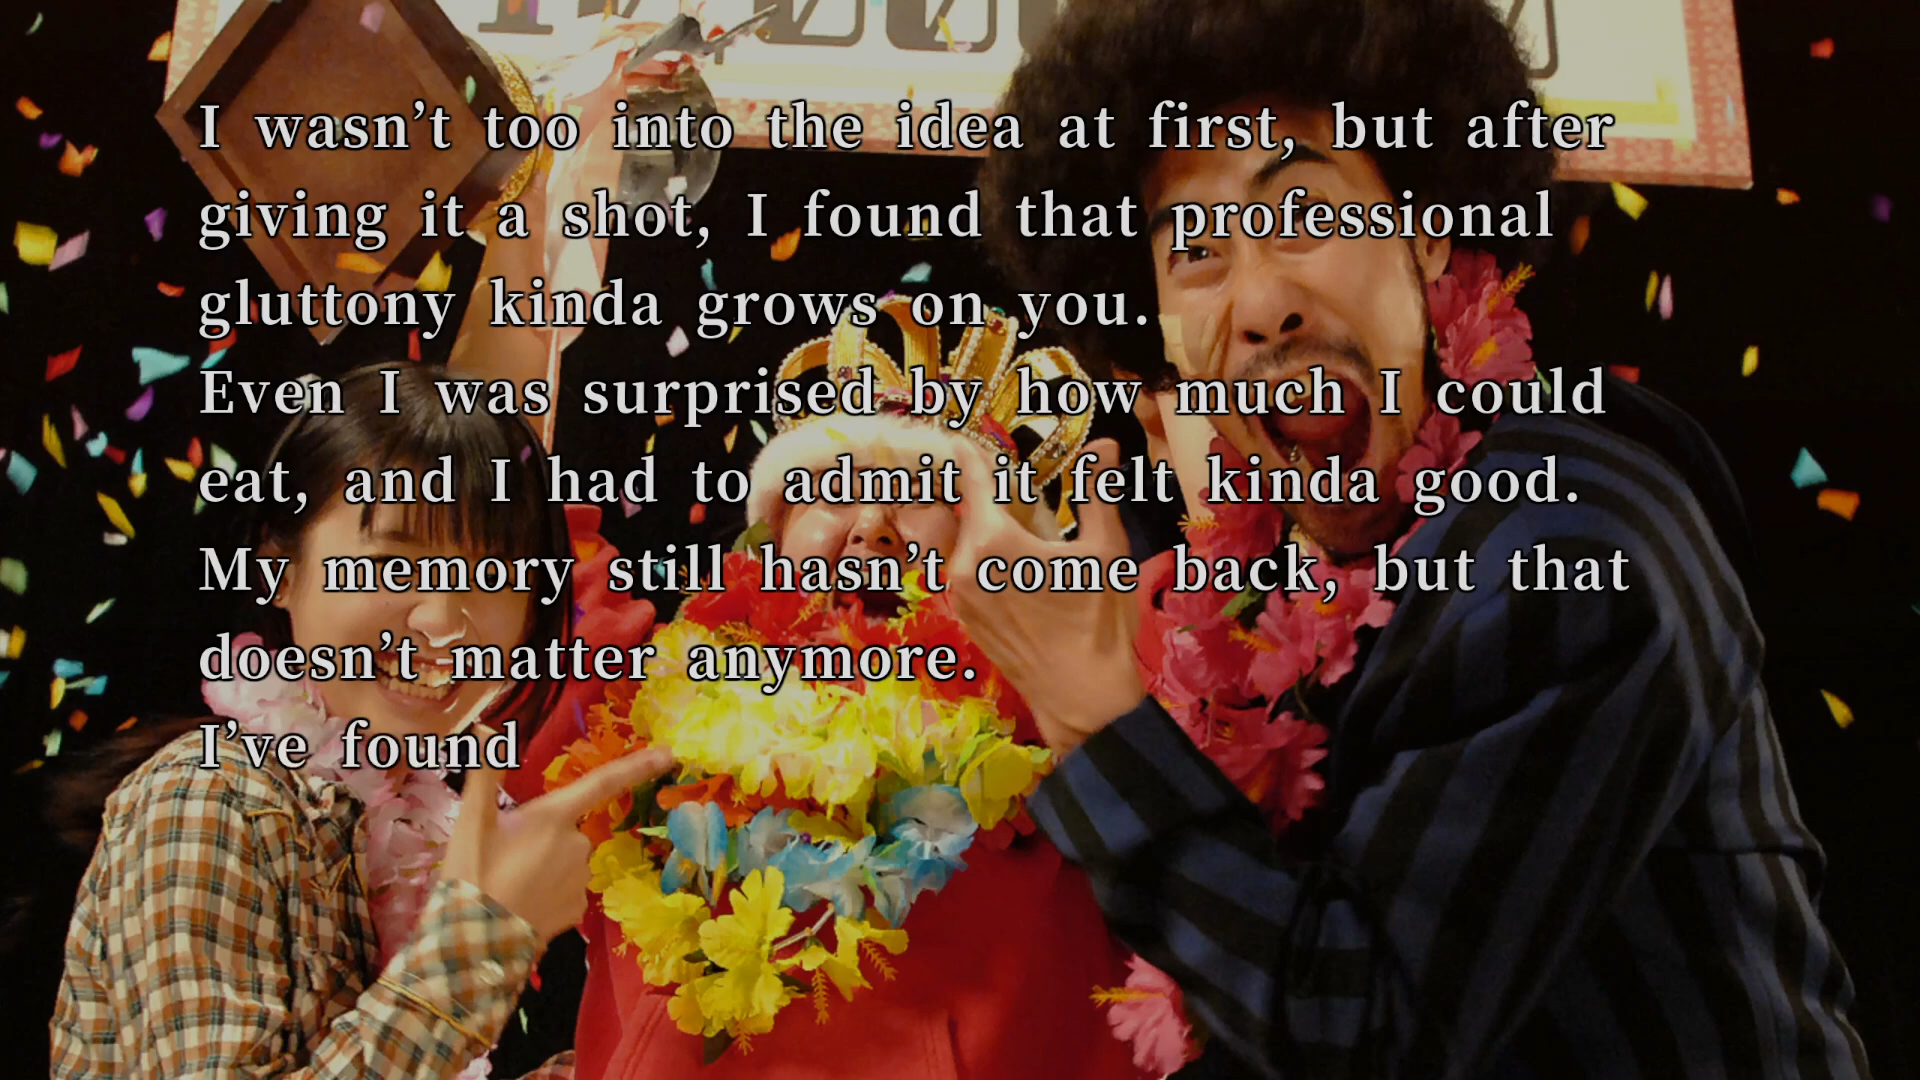 I wasn’t too into the idea at first, but after
giving it a shot, I found that professional
gluttony kinda grows on you.
Even I was surprised by how much I could
eat, and I had to admit it felt kinda good.
My memory still hasn’t come back, but that
doesn’t matter anymore.
I’ve found